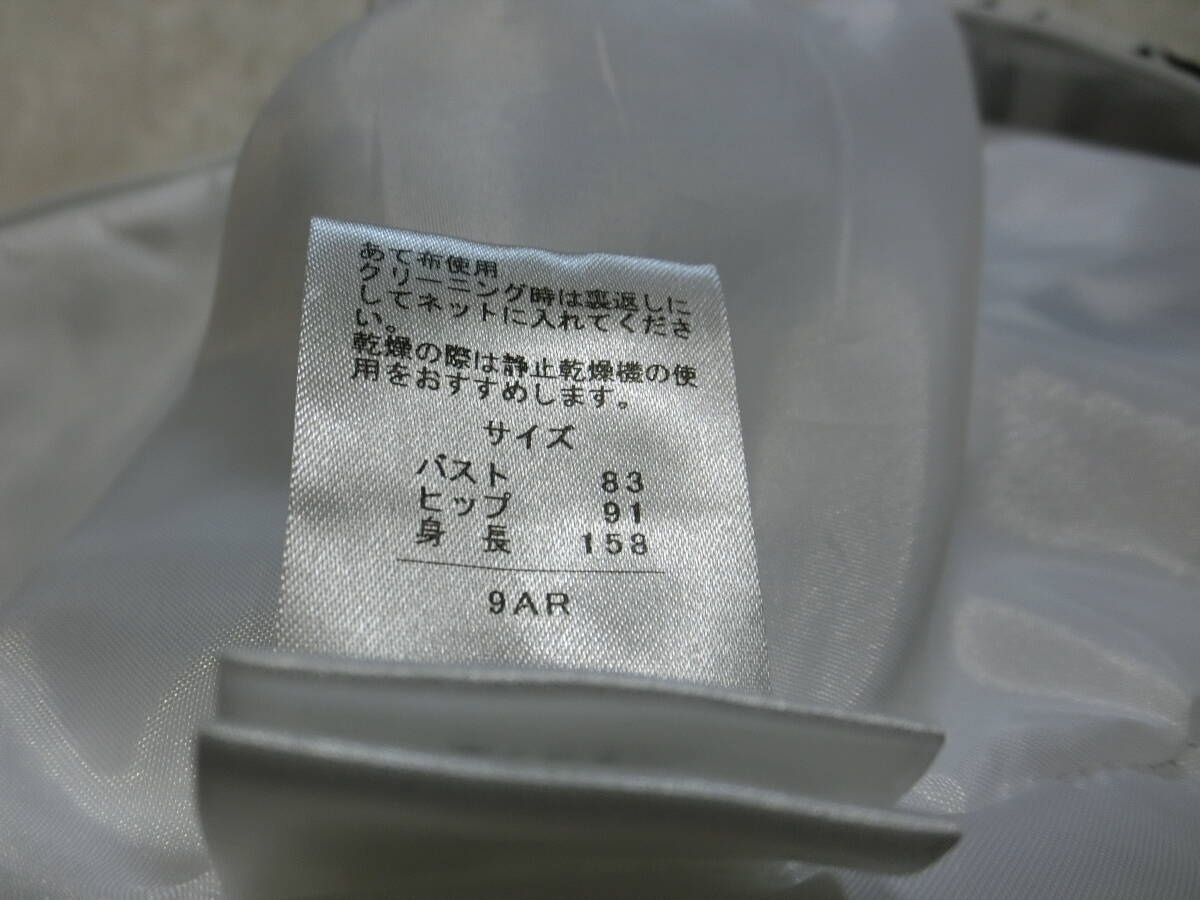 あて布使用
クリーニング時は裏返しに
してネットに入れてくださ
い。
乾燥の際は静止乾燥機の使
用をおすすめします。
サイズ
バスト 83
ヒップ 91
身 長 158
9AR